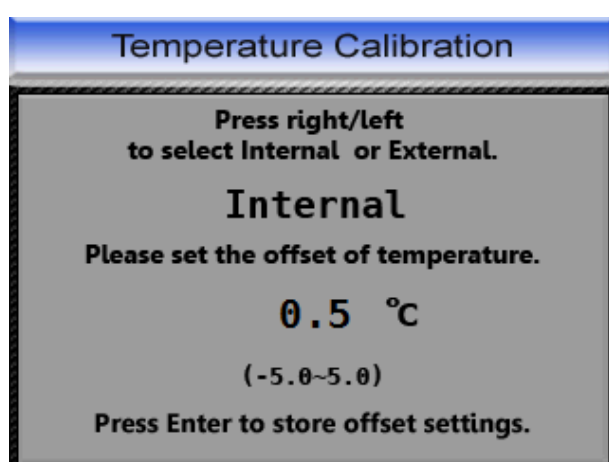 Temperature Calibration
Press right/left
to select Internal or External.
Internal
Please set the offset of temperature.
0.5 °C
(-5.0~5.0)
Press Enter to store offset settings.